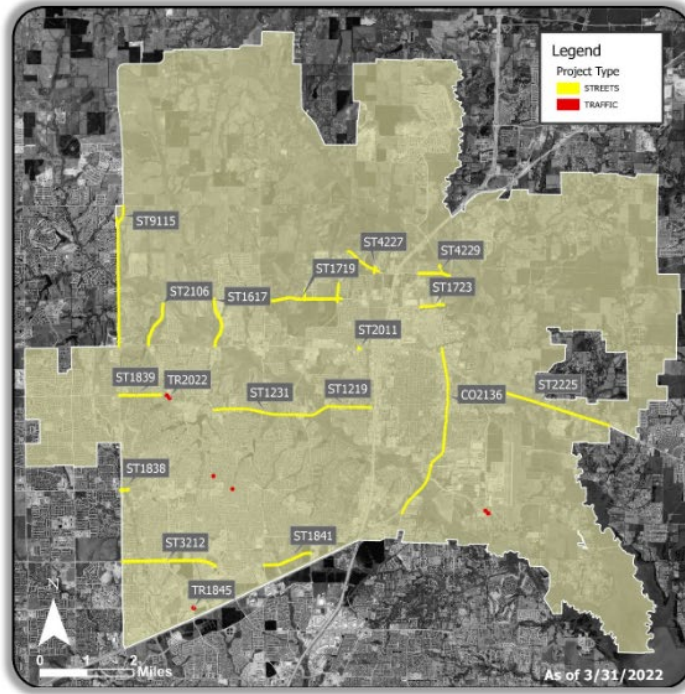 Legend
Project Type
STREETS
TRAFFIC
ST9115
ST4227
ST4229
ST1719
ST2106
ST1617
ST1723
ST2011
ST1839
TR2022
ST1231
ST1219
CO2136
ST2225
ST1838
ST3212
ST1841
TR1845
N
0 1 2
Miles
As of 3/31/2022